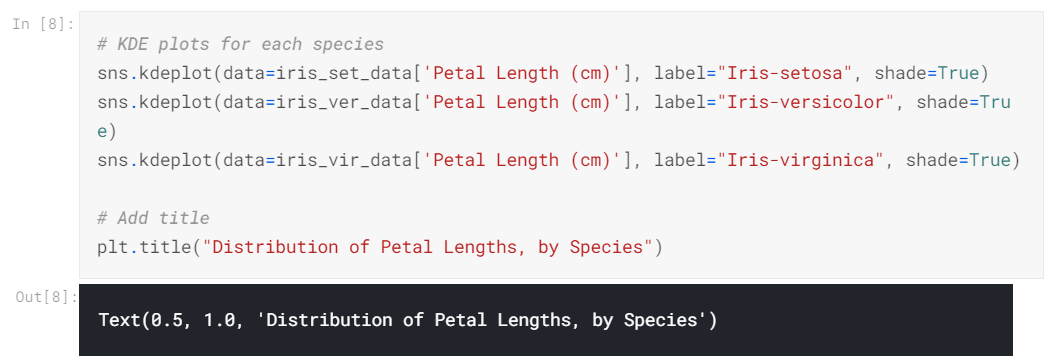 In [8]:
# KDE plots for each species
sns.kdeplot(data=iris_set_data['Petal Length (cm)'], label="Iris-setosa", shade=True)
sns.kdeplot(data=iris_ver_data['Petal Length (cm)'], label="Iris-versicolor", shade=Tru
e)
sns.kdeplot(data=iris_vir_data['Petal Length (cm)'], label="Iris-virginica", shade=True)
# Add title
plt.title("Distribution of Petal Lengths, by Species")
Out[8]:
Text(0.5, 1.0, 'Distribution of Petal Lengths, by Species')